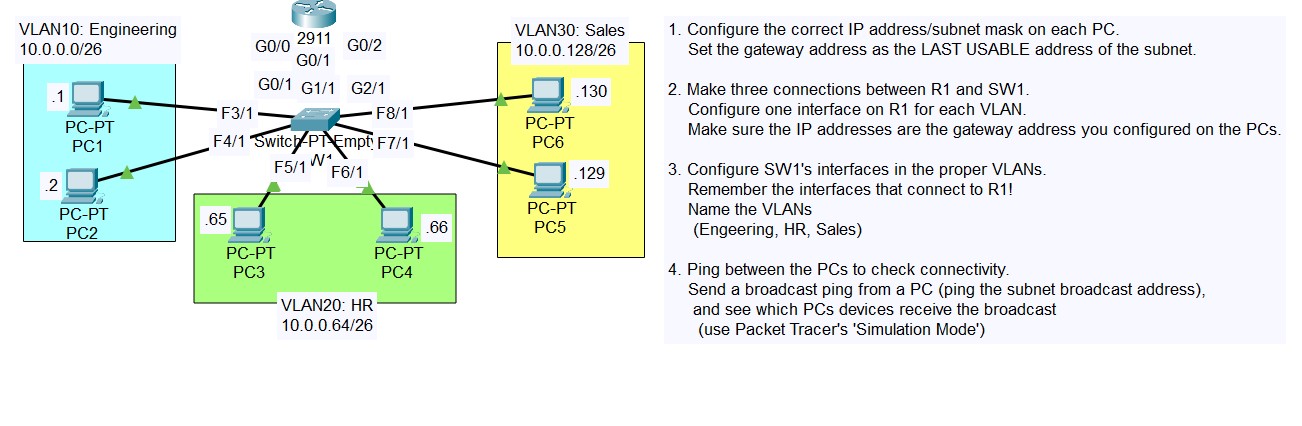 VLAN10: Engineering
10.0.0.0/26
2911
G0/0
G0/2
G0/1
G0/1
G1/1
G2/1
VLAN30: Sales
10.0.0.128/26
.1
PC-PT
PC1
.2
PC-PT
PC2
F3/1
F4/1
Switch-PT-Empty
F5/1
F6/1
F7/1
F8/1
.130
PC-PT
PC6
.129
PC-PT
PC5
.65
PC-PT
PC3
.66
PC-PT
PC4
VLAN20: HR
10.0.0.64/26
1. Configure the correct IP address/subnet mask on each PC.
Set the gateway address as the LAST USABLE address of the subnet.
2. Make three connections between R1 and SW1.
Configure one interface on R1 for each VLAN.
Make sure the IP addresses are the gateway address you configured on the PCs.
3. Configure SW1's interfaces in the proper VLANs.
Remember the interfaces that connect to R1!
Name the VLANs
(Engeering, HR, Sales)
4. Ping between the PCs to check connectivity.
Send a broadcast ping from a PC (ping the subnet broadcast address),
and see which PCs devices receive the broadcast
(use Packet Tracer's 'Simulation Mode')